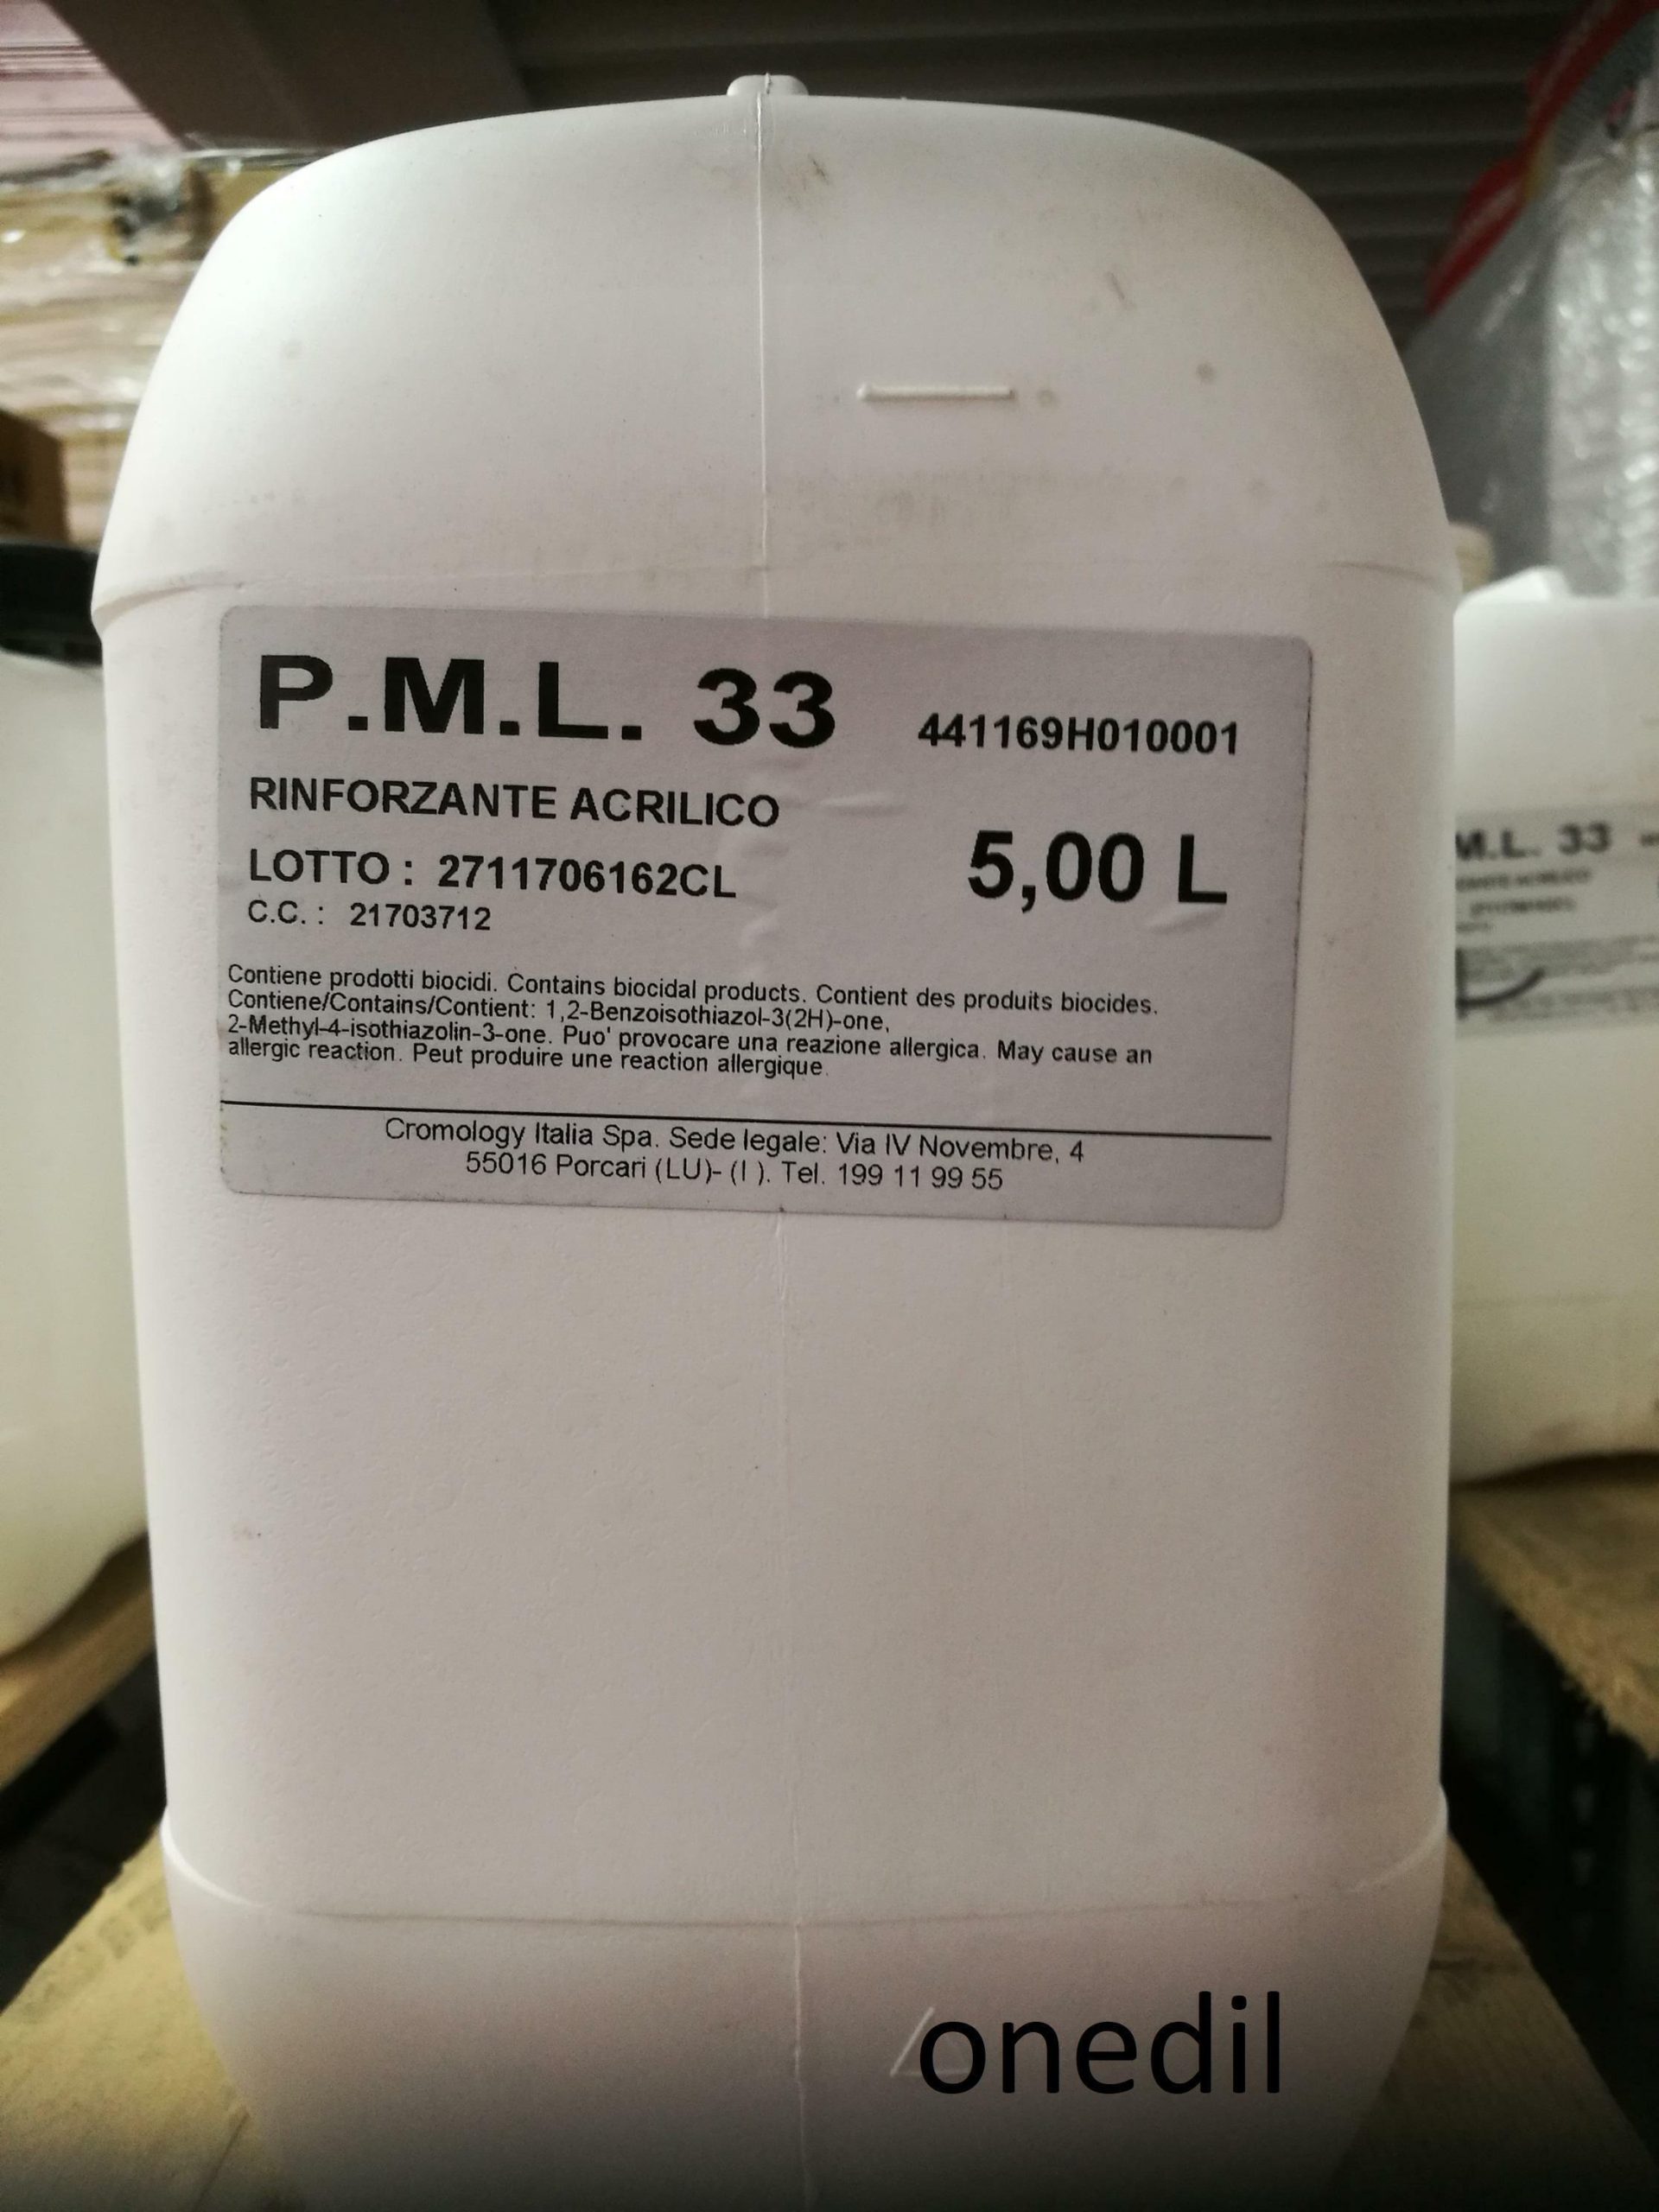 P.M.L. 33 441169H010001
RINFORZANTE ACRILICO
LOTTO : 2711706162CL 5,00 L
C.C. : 21703712
Contiene prodotti biocidi. Contains biocidal products. Contient des produits biocides.
Contiene/Contains/Contient: 1,2-Benzoisothiazol-3(2H)-one,
2-Methyl-4-isothiazolin-3-one. Puo' provocare una reazione allergica. May cause an
allergic reaction. Peut produire une reaction allergique.
Cromology Italia Spa. Sede legale: Via IV Novembre, 4
55016 Porcari (LU)- (I ). Tel. 199 11 99 55
M.L. 33
onedil